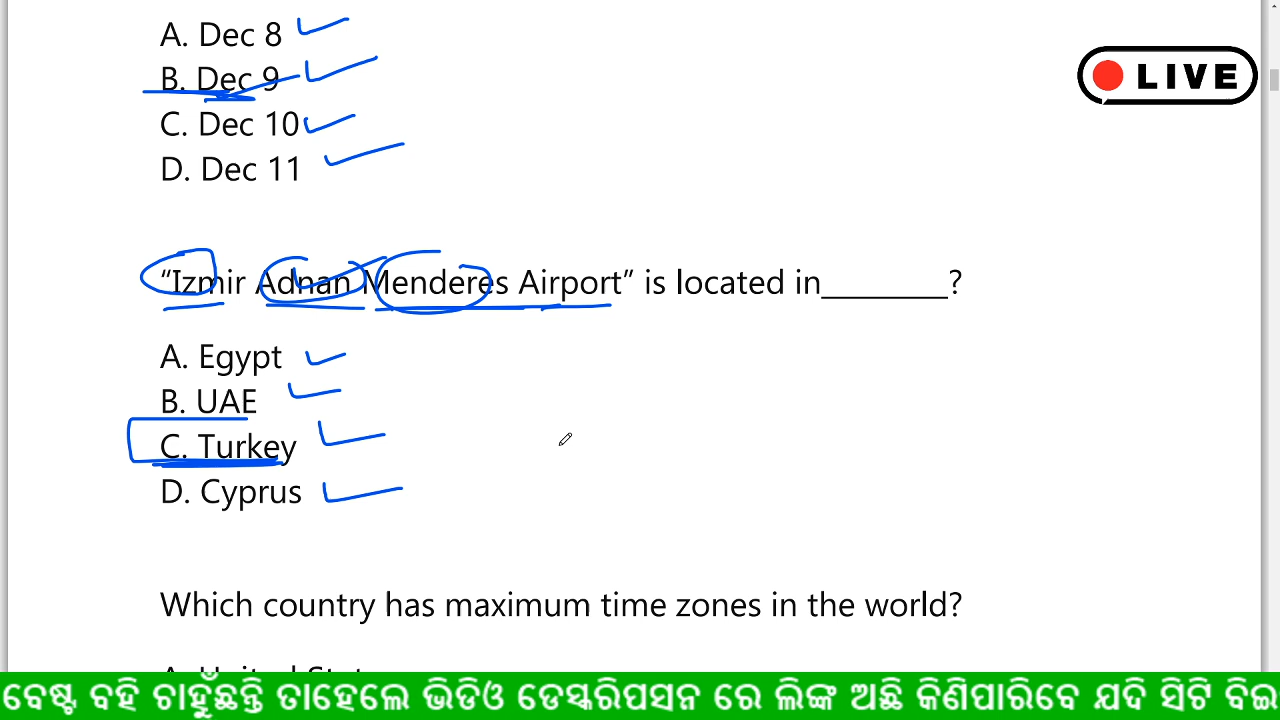 A. Dec 8
B. Dec 9
C. Dec 10
D. Dec 11
LIVE
“Izmir Adnan Menderes Airport” is located in________?
A. Egypt
B. UAE
C. Turkey
D. Cyprus
Which country has maximum time zones in the world?
ବେଷ୍ଟ ବହି ଚାହୁଁଛନ୍ତି ତାହେଲେ ଭିଡିଓ ଡେସ୍କରିପସନ ରେ ଲିଙ୍କ ଅଛି କିଣିପାରିବେ ଯଦି ସିଟି